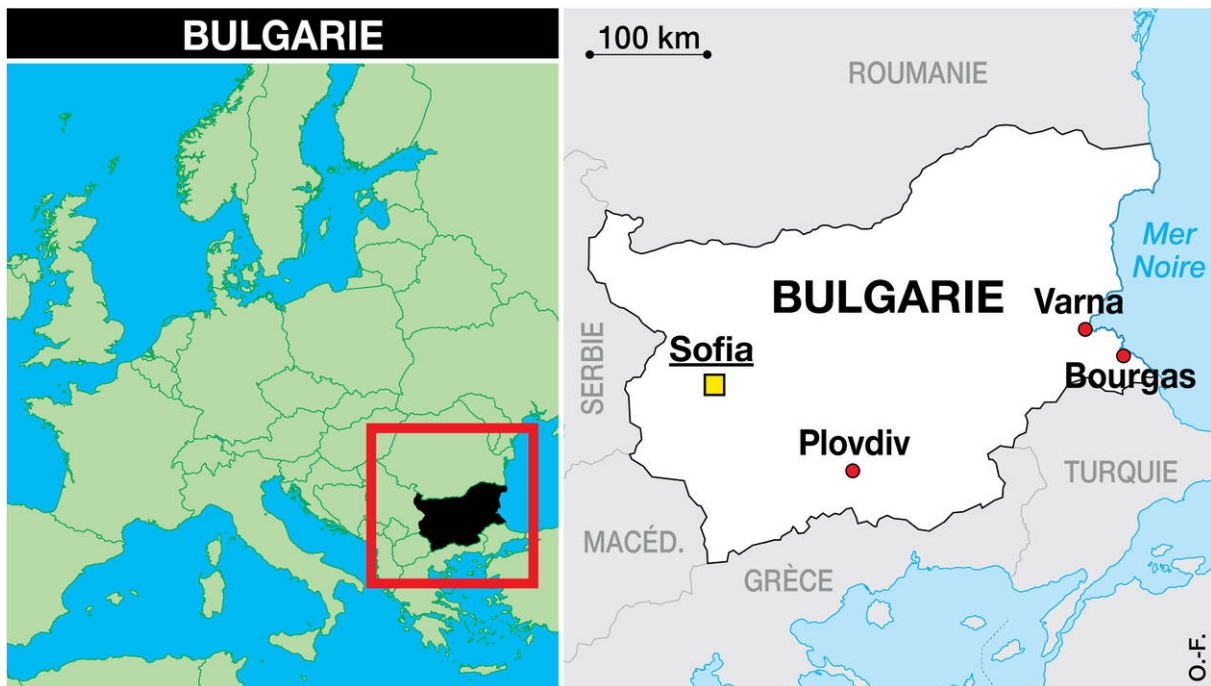 BULGARIE
100 km
ROUMANIE
Mer
Noire
BULGARIE
Varna
Sofia
SERBIE
Bourgas
Plovdiv
TURQUIE
MACÉD.
GRÈCE
O.-F.